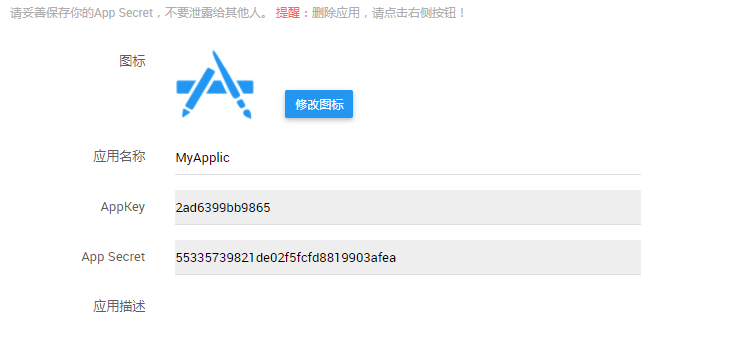 请妥善保存你的App Secret，不要泄露给其他人。 提醒：删除应用，请点击右侧按钮！
图标
修改图标
应用名称 MyApplic
AppKey 2ad6399bb9865
App Secret 55335739821de02f5fcfd8819903afea
应用描述